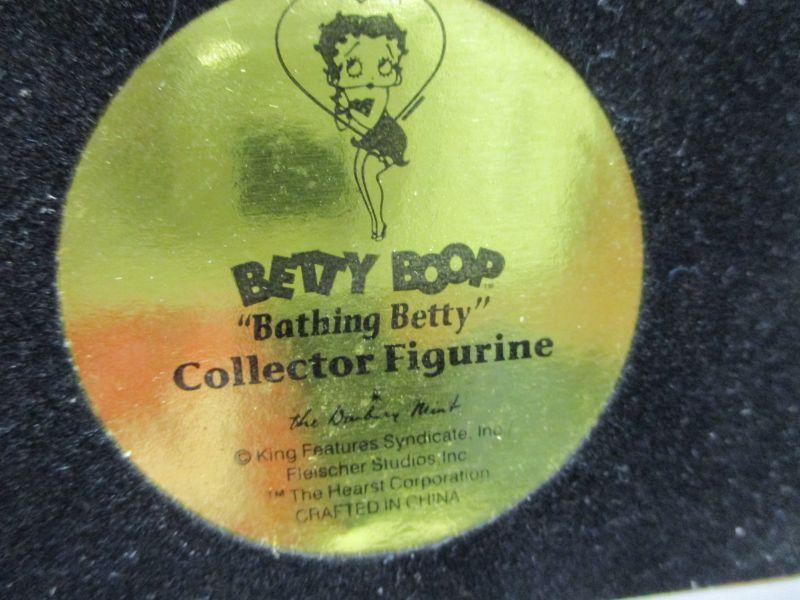 BETTY BOOP™
"Bathing Betty"
Collector Figurine
The Danbury Mint
© King Features Syndicate, Inc/
Fleischer Studios, Inc
™ The Hearst Corporation
CRAFTED IN CHINA